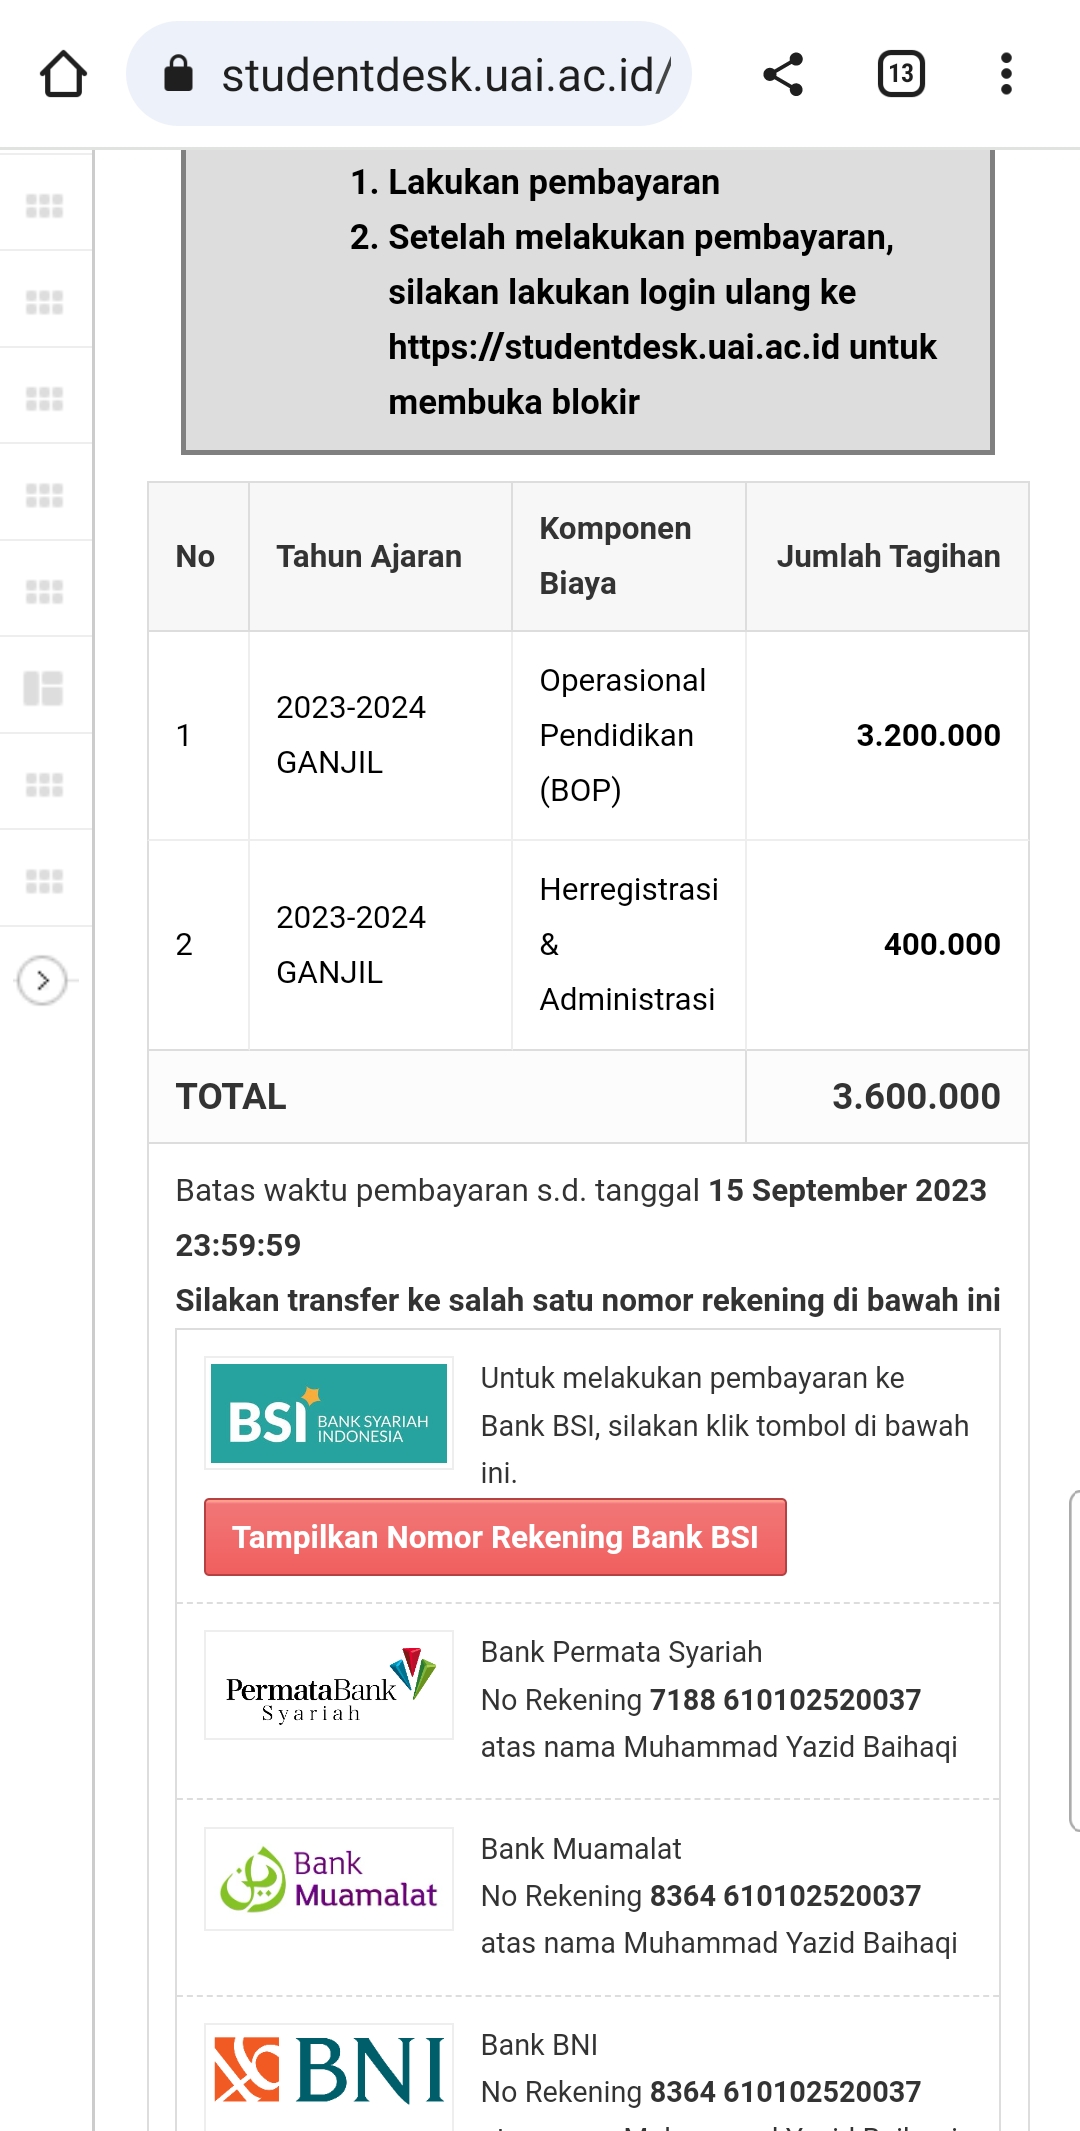 studentdesk.uai.ac.id/
13
1. Lakukan pembayaran
2. Setelah melakukan pembayaran,
silakan lakukan login ulang ke
https://studentdesk.uai.ac.id untuk
membuka blokir
No
Tahun Ajaran
Komponen
Biaya
Jumlah Tagihan
1
2023-2024
GANJIL
Operasional
Pendidikan
(BOP)
3.200.000
2
2023-2024
GANJIL
Herregistrasi
&
Administrasi
400.000
TOTAL
3.600.000
Batas waktu pembayaran s.d. tanggal 15 September 2023
23:59:59
Silakan transfer ke salah satu nomor rekening di bawah ini
BSI BANK SYARIAH
INDONESIA
Untuk melakukan pembayaran ke
Bank BSI, silakan klik tombol di bawah
ini.
Tampilkan Nomor Rekening Bank BSI
PermataBank
Syariah
Bank Permata Syariah
No Rekening 7188 610102520037
atas nama Muhammad Yazid Baihaqi
Bank
Muamalat
Bank Muamalat
No Rekening 8364 610102520037
atas nama Muhammad Yazid Baihaqi
BNI
Bank BNI
No Rekening 8364 610102520037